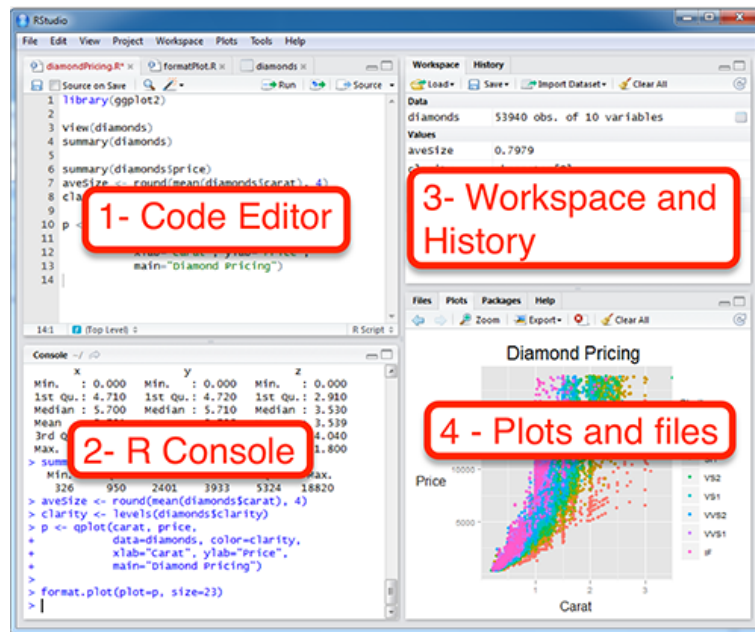 RStudio
File Edit View Project Workspace Plots Tools Help
diamondPricing.R* × formatPlot.R × diamonds ×
Source on Save Run Source
1 library(ggplot2)
2
3 view(diamonds)
4 summary(diamonds)
5
6 summary(diamonds$price)
7 aveSize <- round(mean(diamonds$carat), 4)
8 cla
9
10 p <
11
12 xlab="Carat", ylab="Price",
13 main="Diamond Pricing")
14
1- Code Editor
14:1 (Top Level) R Script
Console ~/
x y z
Min. : 0.000 Min. : 0.000 Min. : 0.000
1st Qu.: 4.710 1st Qu.: 4.720 1st Qu.: 2.910
Median : 5.700 Median : 5.710 Median : 3.530
Mean 3.539
3rd Q 4.040
Max. 1.800
2- R Console
> summ
Min. Max.
326 950 2401 3933 5324 18820
> aveSize <- round(mean(diamonds$carat), 4)
> clarity <- levels(diamonds$clarity)
> p <- qplot(carat, price,
+ data=diamonds, color=clarity,
+ xlab="Carat", ylab="Price",
+ main="Diamond Pricing")
>
> format.plot(plot=p, size=23)
>
Workspace History
Load Save Import Dataset Clear All
Data
diamonds 53940 obs. of 10 variables
Values
aveSize 0.7979
3- Workspace and
History
Files Plots Packages Help
Zoom Export Clear All
Diamond Pricing
4 - Plots and files
Price
10000
5000
VS2
VS1
VVS2
VVS1
IF
1 2 3
Carat